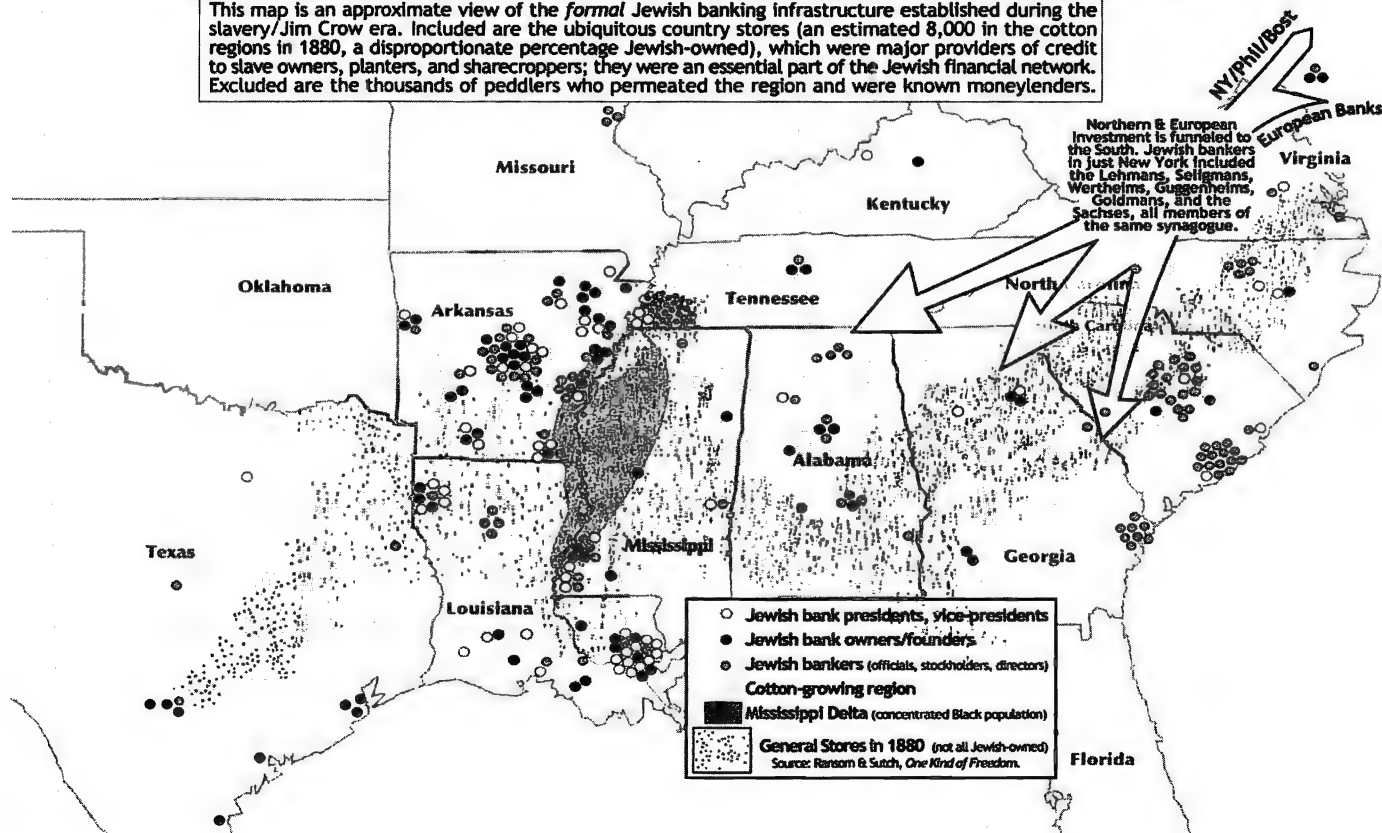 This map is an approximate view of the formal Jewish banking infrastructure established during the
slavery/Jim Crow era. Included are the ubiquitous country stores (an estimated 8,000 in the cotton
regions in 1880, a disproportionate percentage Jewish-owned), which were major providers of credit
to slave owners, planters, and sharecroppers; they were an essential part of the Jewish financial network.
Excluded are the thousands of peddlers who permeated the region and were known moneylenders.
NY/Phil/Bost
European Banks
Northern & European
Investment is funneled to
the South. Jewish bankers
in just New York included
the Lehmans, Seligmans,
Wertheims, Guggenheims,
Goldmans, and the
Sachses, all members of
the same synagogue.
Missouri
Virginia
Kentucky
Oklahoma
Arkansas
Tennessee
North
Alabama
Texas
Mississippi
Georgia
Louisiana
Jewish bank presidents, vice-presidents
Jewish bank owners/founders
Jewish bankers (officials, stockholders, directors)
Cotton-growing region
Mississippi Delta (concentrated Black population)
General Stores in 1880 (not all Jewish-owned)
Source: Ransom & Sutch, One Kind of Freedom.
Florida